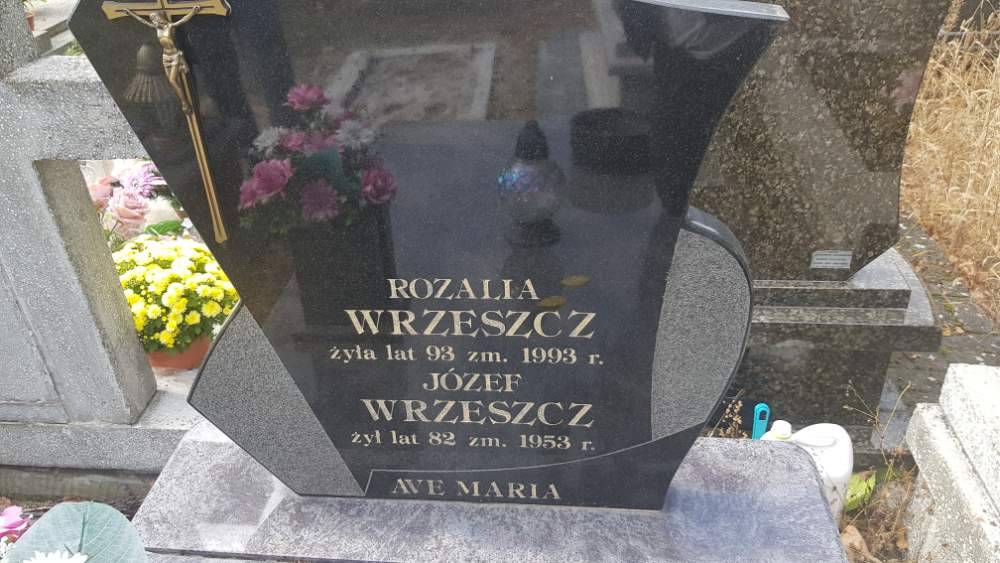 ROZALIA
WRZESZCZ
żyła lat 93 zm. 1993 r.
JÓZEF
WRZESZCZ
żył lat 82 zm. 1953 r.
AVE MARIA